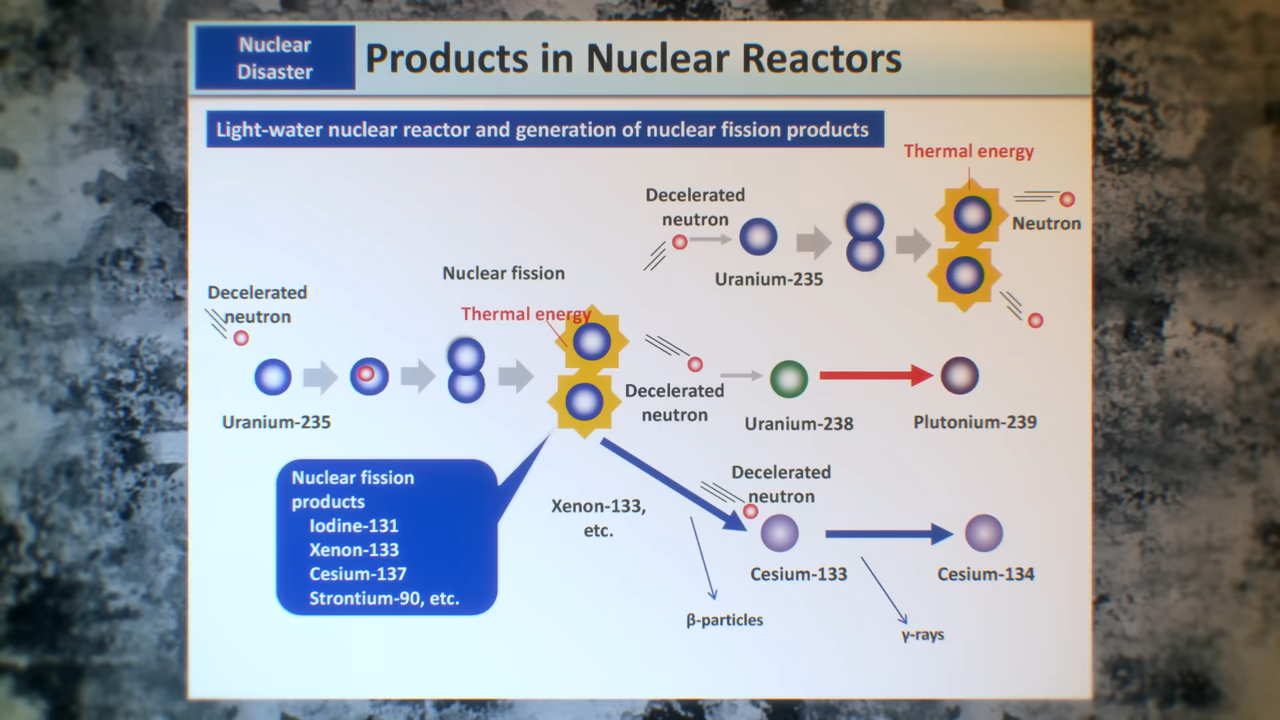 Nuclear
Disaster
Products in Nuclear Reactors
Light-water nuclear reactor and generation of nuclear fission products
Thermal energy
Decelerated
neutron
Neutron
Uranium-235
Nuclear fission
Decelerated
neutron
Thermal energy
Uranium-235
Decelerated
neutron
Uranium-238
Plutonium-239
Nuclear fission
products
Iodine-131
Xenon-133
Cesium-137
Strontium-90, etc.
Xenon-133,
etc.
Decelerated
neutron
Cesium-133
Cesium-134
β-particles
γ-rays